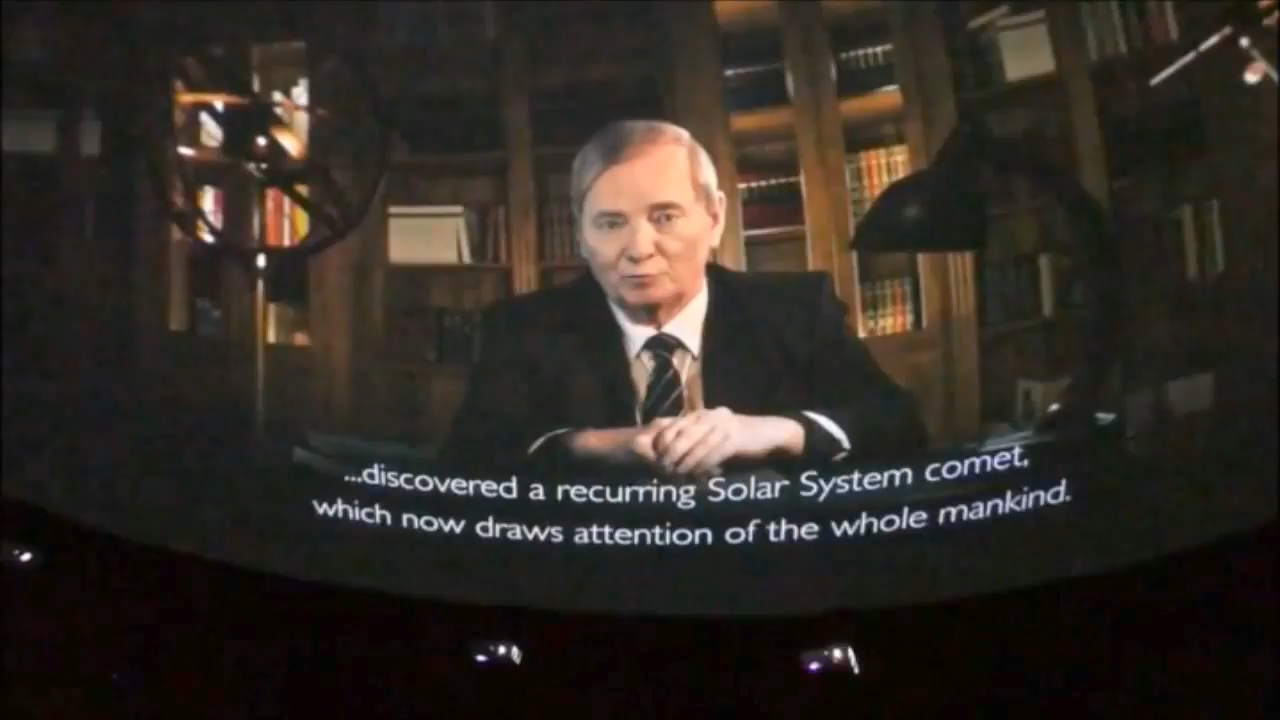 ...discovered a recurring Solar System comet,
which now draws attention of the whole mankind.